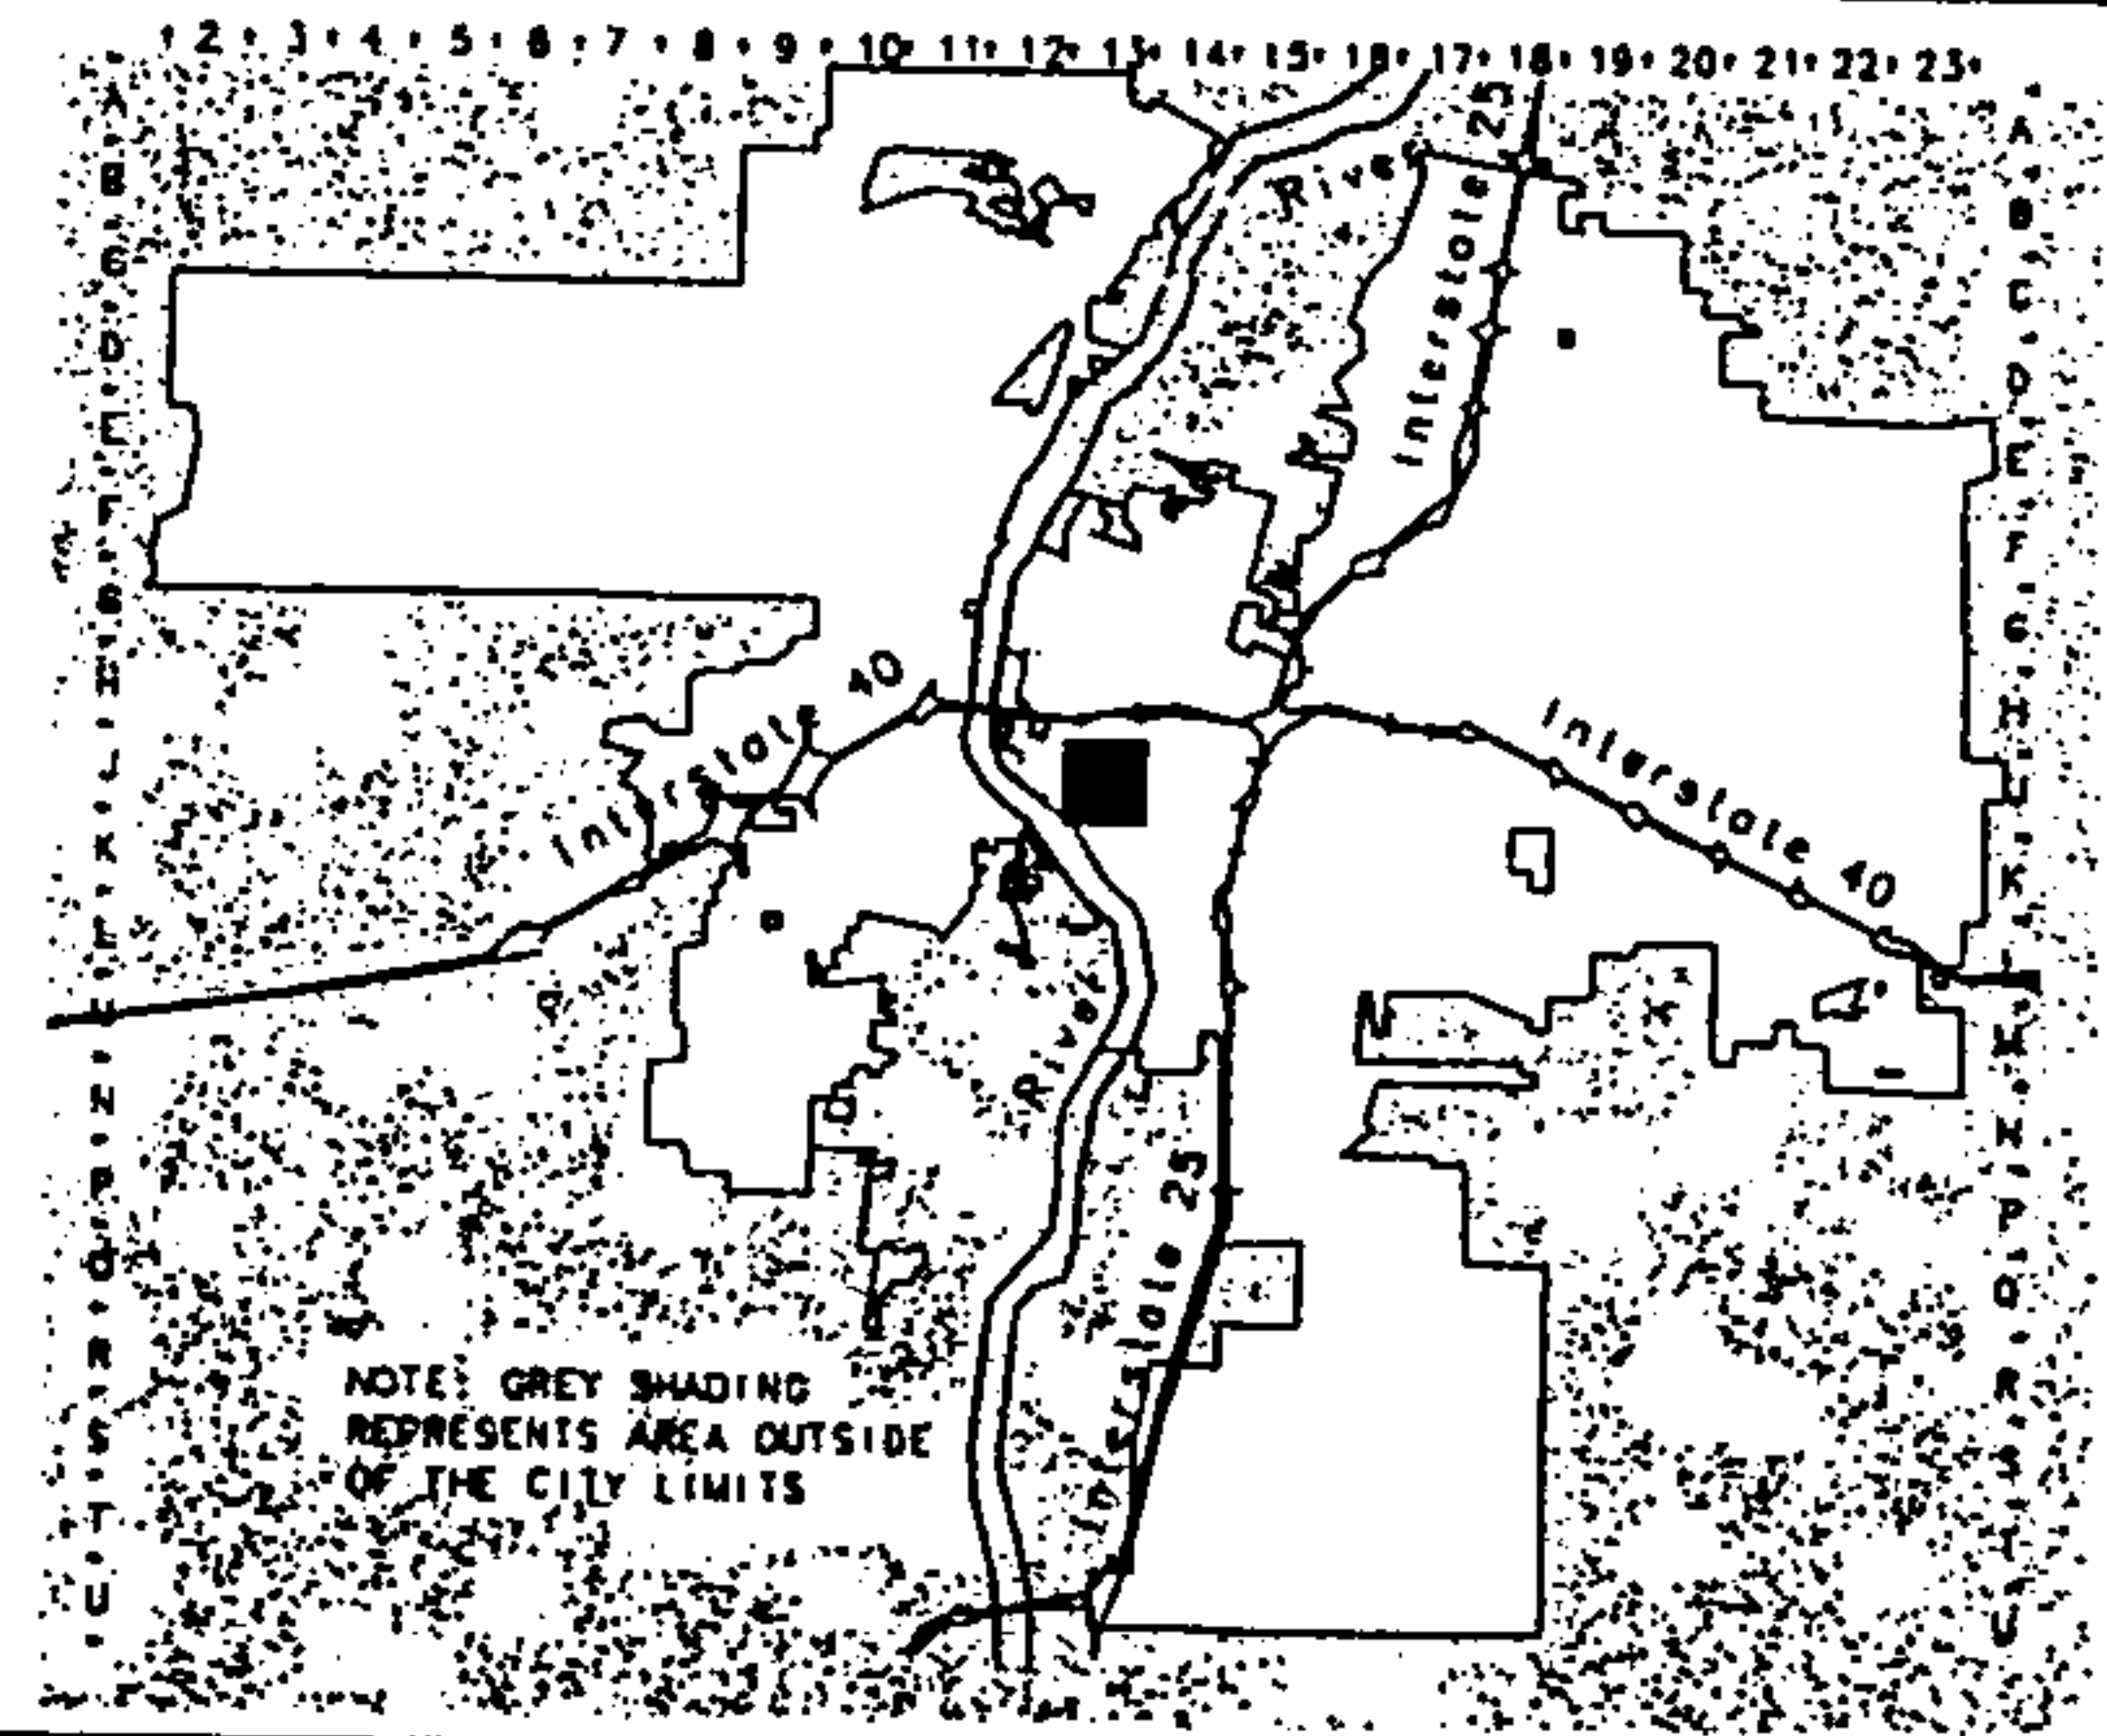 2 · 3 · 4 · 5 · 6 · 7 · 8 · 9 · 10 · 11 · 12 · 13 · 14 · 15 · 16 · 17 · 18 · 19 · 20 · 21 · 22 · 23 ·
A
B
C
D
E
F
G
H
J
K
L
M
N
P
Q
R
S
T
U
River
Interstate 25
Interstate 40
Interstate 40
River
Interstate 25
A
B
C
D
E
F
G
H
J
K
L
M
N
P
Q
R
S
T
U
NOTE: GREY SHADING
REPRESENTS AREA OUTSIDE
OF THE CITY LIMITS